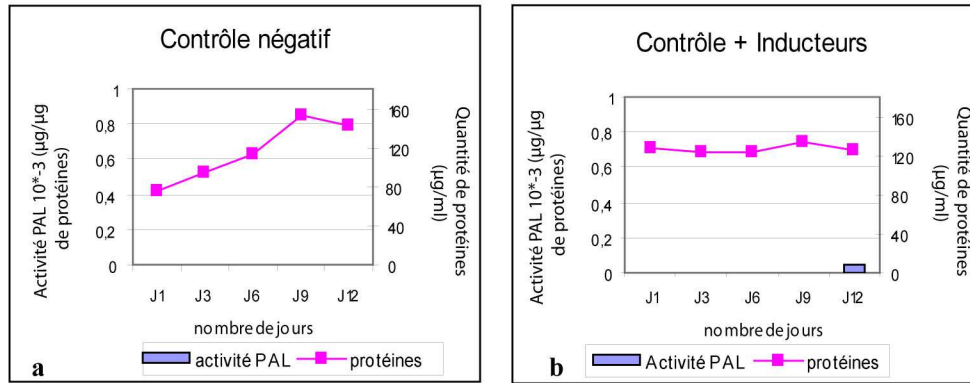 Contrôle négatif
Activité PAL 10*-3 (µg/µg
de protéines)
1
0,8
0,6
0,4
0,2
0
160
120
80
40
0
Quantité de protéines
(µg/ml)
J1 J3 J6 J9 J12
nombre de jours
activité PAL protéines
a
Contrôle + Inducteurs
Activité PAL 10*-3 (µg/µg
de protéines)
1
0,8
0,6
0,4
0,2
0
160
120
80
40
0
Quantité de protéines
(µg/ml)
J1 J3 J6 J9 J12
nombre de jours
Activité PAL protéines
b